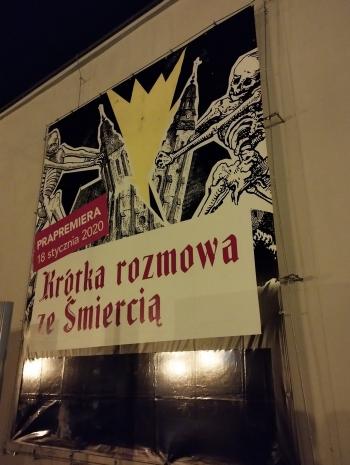 PRAPREMIERA
18 stycznia 2020
Krótka rozmowa
ze Śmiercią